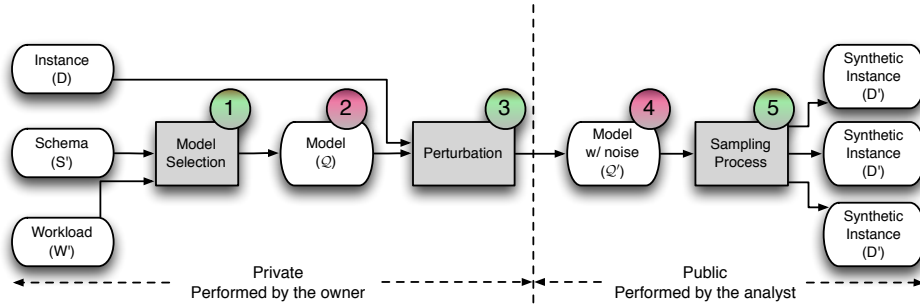 Instance
(D)
Schema
(S')
Workload
(W')
1
Model
Selection
2
Model
(𝒬)
3
Perturbation
4
Model
w/ noise
(𝒬')
5
Sampling
Process
Synthetic
Instance
(D')
Synthetic
Instance
(D')
Synthetic
Instance
(D')
Private
Performed by the owner
Public
Performed by the analyst